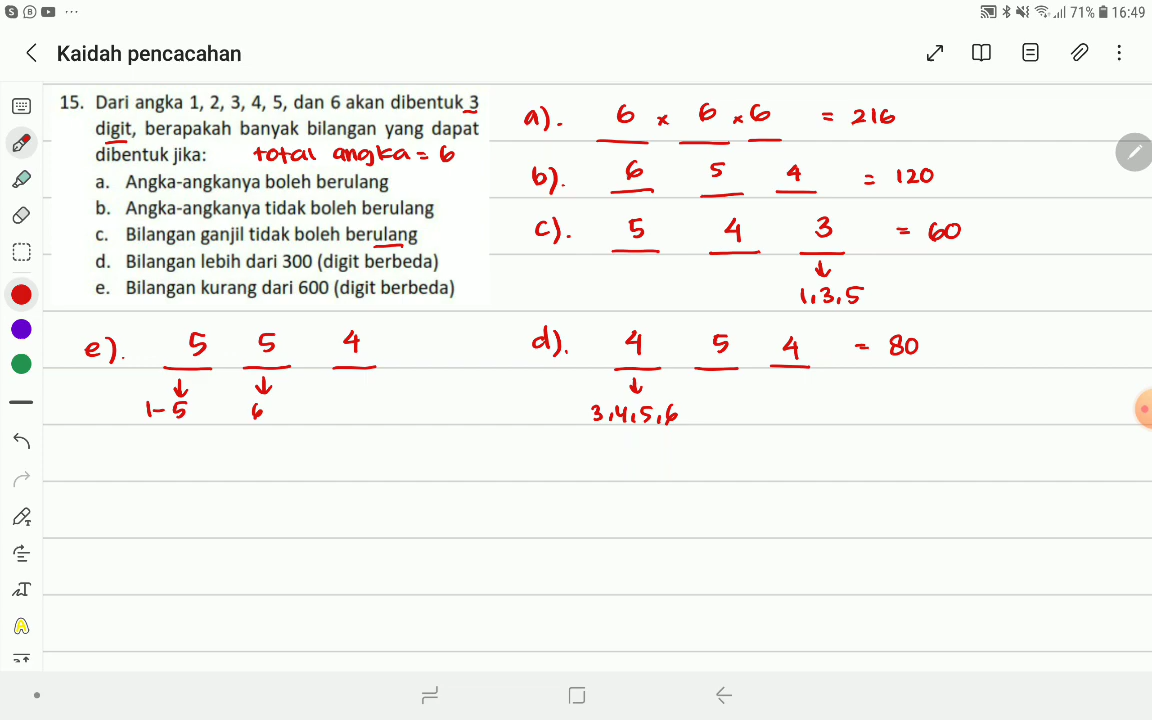 71% 16:49
Kaidah pencacahan
15. Dari angka 1, 2, 3, 4, 5, dan 6 akan dibentuk 3
digit, berapakah banyak bilangan yang dapat
dibentuk jika: total angka = 6
a. Angka-angkanya boleh berulang
b. Angka-angkanya tidak boleh berulang
c. Bilangan ganjil tidak boleh berulang
d. Bilangan lebih dari 300 (digit berbeda)
e. Bilangan kurang dari 600 (digit berbeda)
a). 6 × 6 × 6 = 216
b). 6 5 4 = 120
c). 5 4 3 = 60
1,3,5
e). 5 5 4
1-5 6
d). 4 5 4 = 80
3,4,5,6